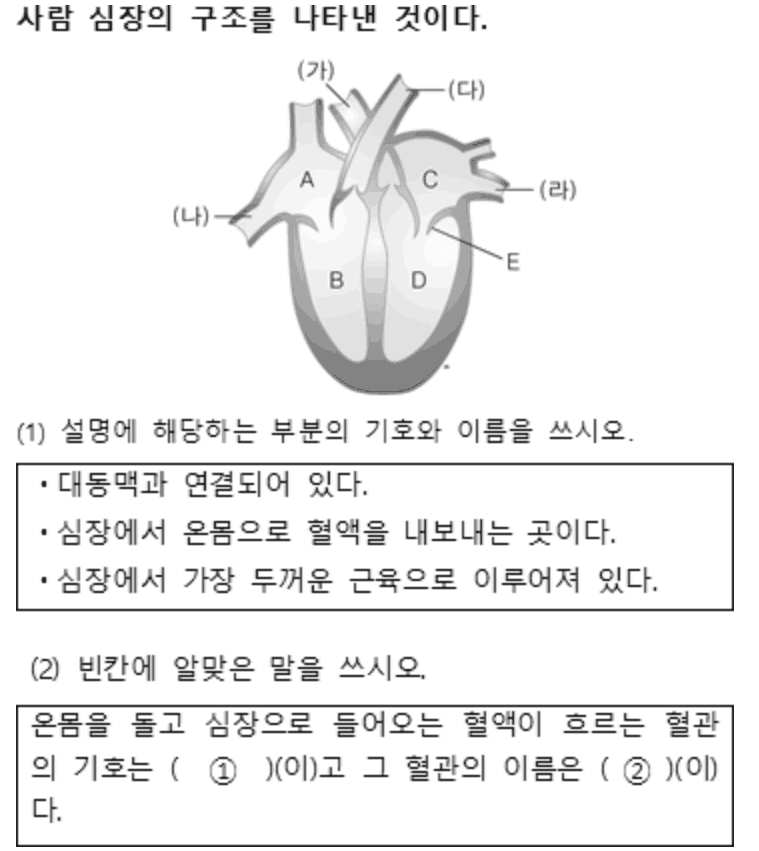 사람 심장의 구조를 나타낸 것이다.
(가)
(다)
A
C
(라)
(나)
E
B
D
(1) 설명에 해당하는 부분의 기호와 이름을 쓰시오.
•대동맥과 연결되어 있다.
•심장에서 온몸으로 혈액을 내보내는 곳이다.
•심장에서 가장 두꺼운 근육으로 이루어져 있다.
(2) 빈칸에 알맞은 말을 쓰시오.
온몸을 돌고 심장으로 들어오는 혈액이 흐르는 혈관
의 기호는 ( ① )(이)고 그 혈관의 이름은 ( ② )(이)
다.